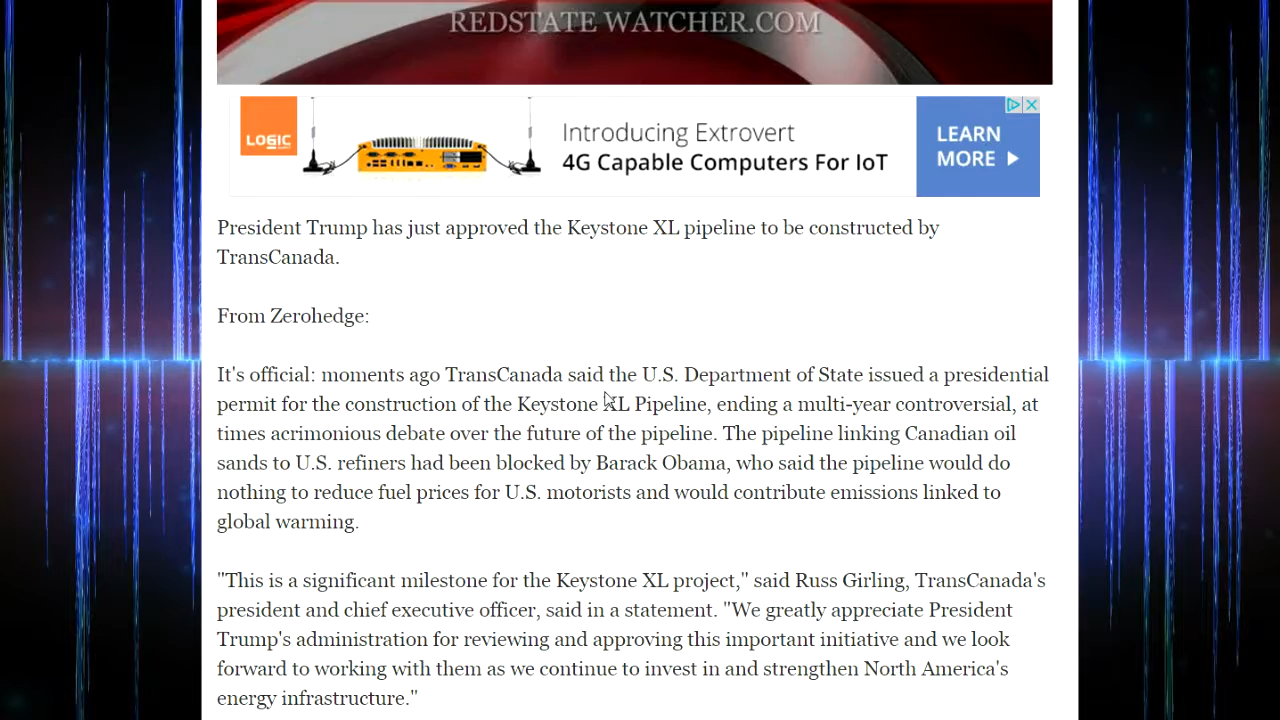 REDSTATE WATCHER.COM
LOGIC
Introducing Extrovert
4G Capable Computers For IoT
LEARN
MORE
President Trump has just approved the Keystone XL pipeline to be constructed by
TransCanada.
From Zerohedge:
It's official: moments ago TransCanada said the U.S. Department of State issued a presidential
permit for the construction of the Keystone XL Pipeline, ending a multi-year controversial, at
times acrimonious debate over the future of the pipeline. The pipeline linking Canadian oil
sands to U.S. refiners had been blocked by Barack Obama, who said the pipeline would do
nothing to reduce fuel prices for U.S. motorists and would contribute emissions linked to
global warming.
"This is a significant milestone for the Keystone XL project," said Russ Girling, TransCanada's
president and chief executive officer, said in a statement. "We greatly appreciate President
Trump's administration for reviewing and approving this important initiative and we look
forward to working with them as we continue to invest in and strengthen North America's
energy infrastructure."